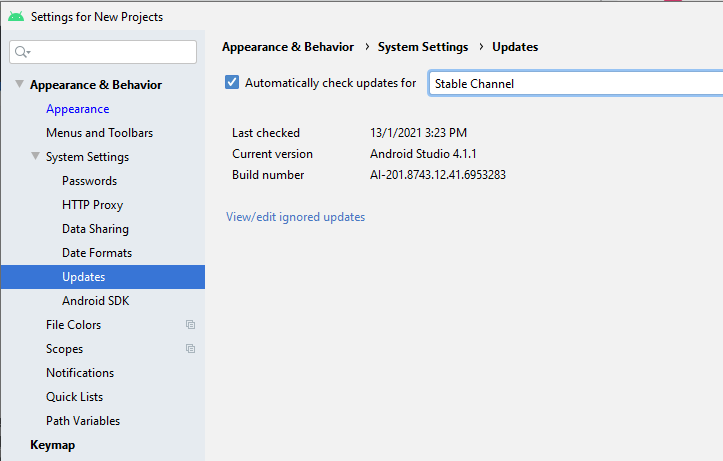 Settings for New Projects
Appearance & Behavior › System Settings › Updates
Automatically check updates for Stable Channel
Last checked 13/1/2021 3:23 PM
Current version Android Studio 4.1.1
Build number AI-201.8743.12.41.6953283
View/edit ignored updates
Appearance & Behavior
Appearance
Menus and Toolbars
System Settings
Passwords
HTTP Proxy
Data Sharing
Date Formats
Updates
Android SDK
File Colors
Scopes
Notifications
Quick Lists
Path Variables
Keymap